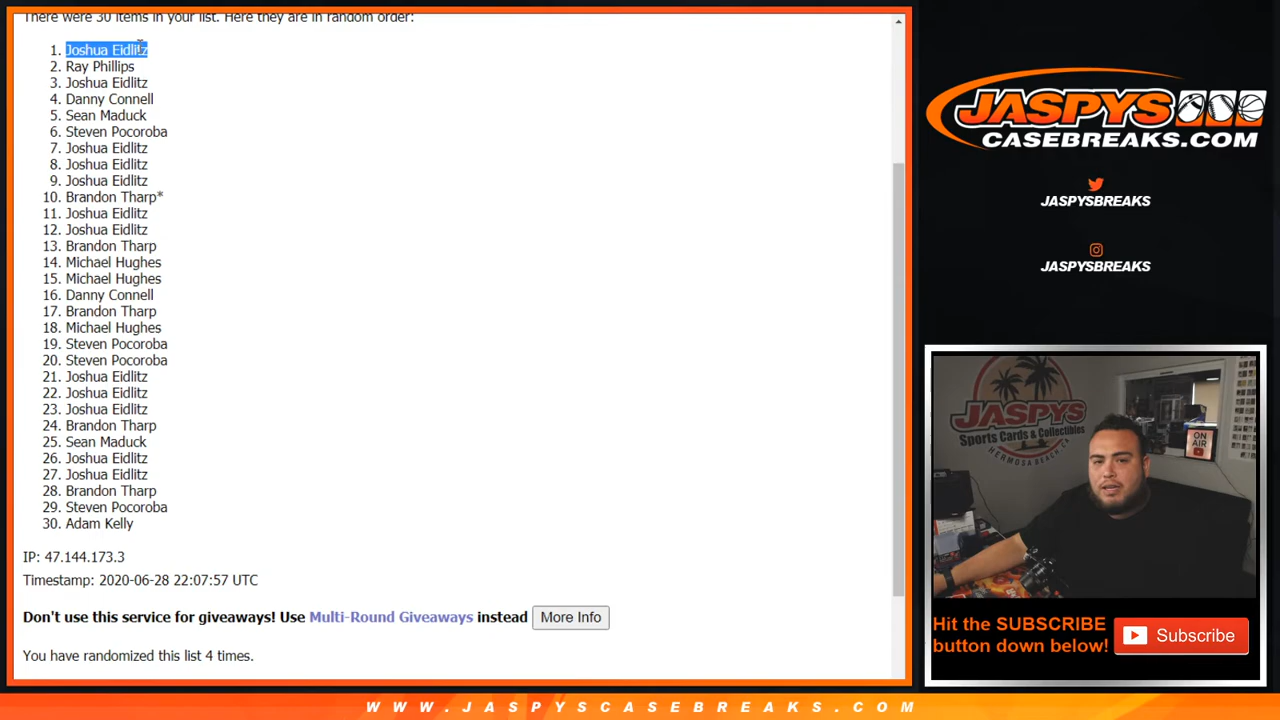 There were 30 items in your list. Here they are in random order:
1. Joshua Eidlitz
2. Ray Phillips
3. Joshua Eidlitz
4. Danny Connell
5. Sean Maduck
6. Steven Pocoroba
7. Joshua Eidlitz
8. Joshua Eidlitz
9. Joshua Eidlitz
10. Brandon Tharp*
11. Joshua Eidlitz
12. Joshua Eidlitz
13. Brandon Tharp
14. Michael Hughes
15. Michael Hughes
16. Danny Connell
17. Brandon Tharp
18. Michael Hughes
19. Steven Pocoroba
20. Steven Pocoroba
21. Joshua Eidlitz
22. Joshua Eidlitz
23. Joshua Eidlitz
24. Brandon Tharp
25. Sean Maduck
26. Joshua Eidlitz
27. Joshua Eidlitz
28. Brandon Tharp
29. Steven Pocoroba
30. Adam Kelly
IP: 47.144.173.3
Timestamp: 2020-06-28 22:07:57 UTC
Don't use this service for giveaways! Use Multi-Round Giveaways instead More Info
You have randomized this list 4 times.
JASPYS
CASEBREAKS.COM
JASPYSBREAKS
JASPYSBREAKS
JASPYS
Sports Cards & Collectibles
HERMOSA BEACH, CA
ON AIR
Hit the SUBSCRIBE
button down below!
Subscribe
WWW.JASPYSCASEBREAKS.COM